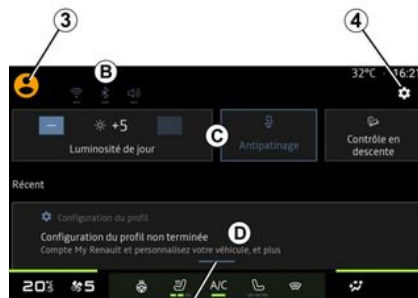 3
4
B
32°C 16:21
+5
C
Luminosité de jour
Antipatinage
Contrôle en
descente
Récent
Configuration du profil
Configuration du profil non terminée
D
Compte My Renault et personnalisez votre véhicule, et plus
20
5
A/C